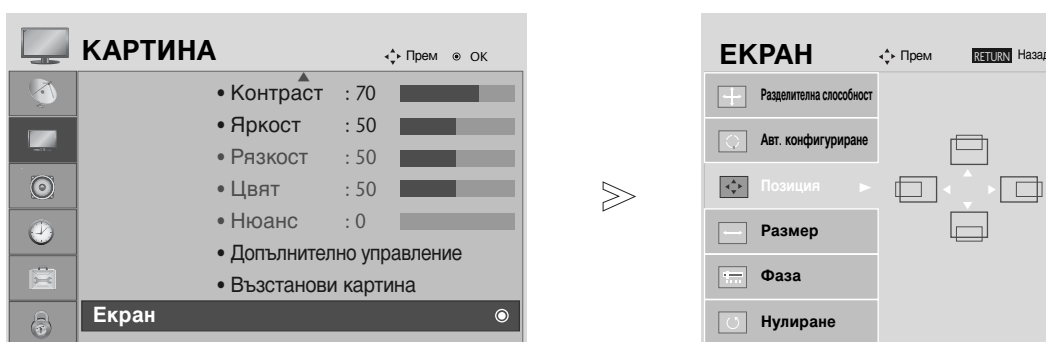 КАРТИНА
Прем OK
• Контраст : 70
• Яркост : 50
• Рязкост : 50
• Цвят : 50
• Нюанс : 0
• Допълнително управление
• Възстанови картина
Екран
ЕКРАН
Прем RETURN Назад
Разделителна способност
Авт. конфигуриране
Позиция
Размер
Фаза
Нулиране